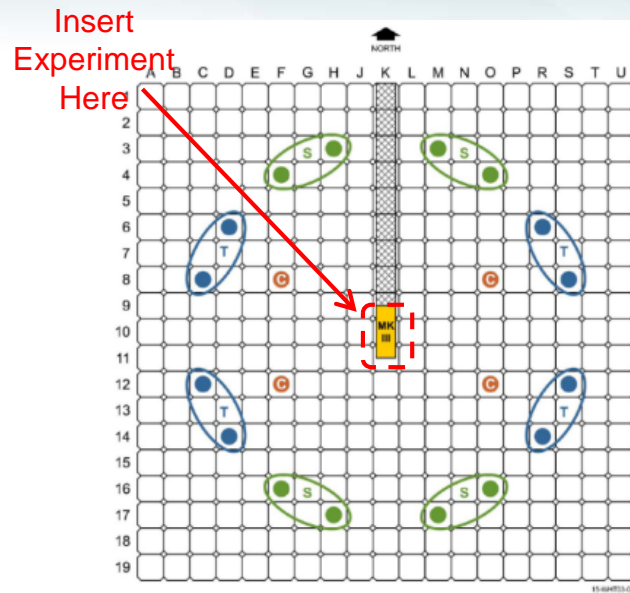 Insert
Experiment
Here
NORTH
A B C D E F G H J K L M N O P R S T U
1
2
3 S S
4
5
6
7 T T
8 C C
9
10 MK
III
11
12 C C
13 T T
14
15
16 S S
17
18
19